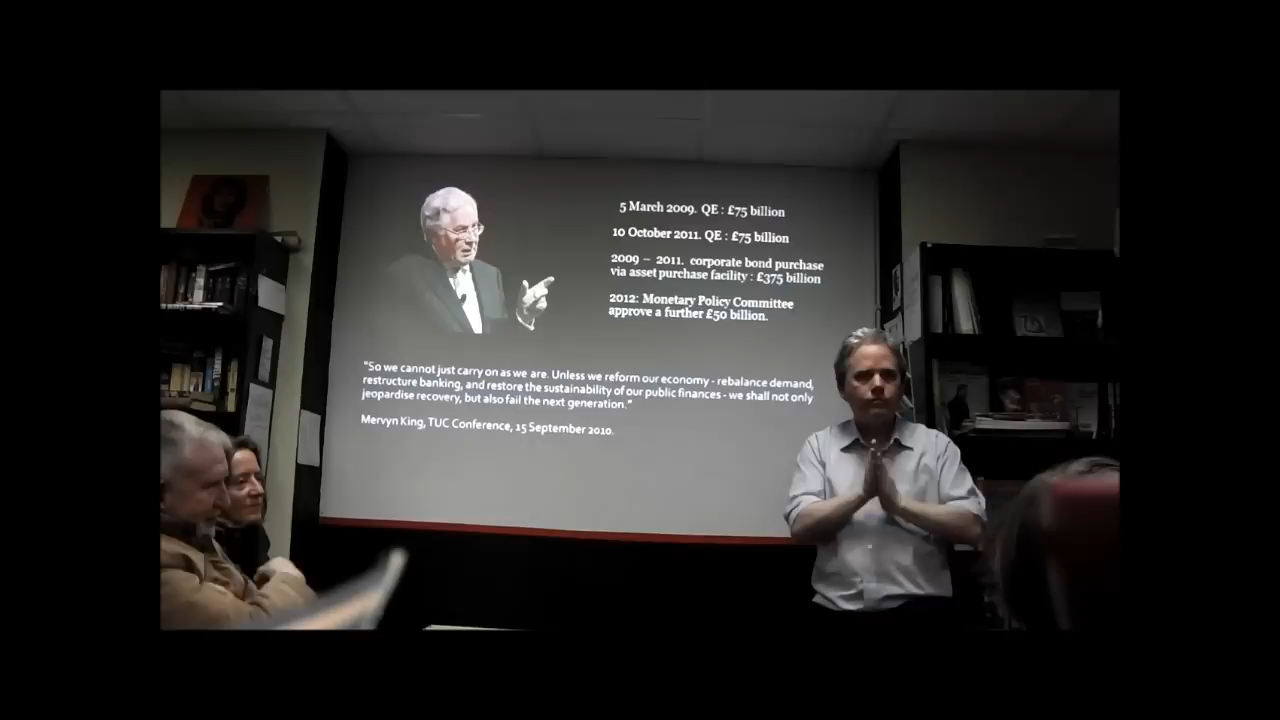 5 March 2009. QE : £75 billion
10 October 2011. QE : £75 billion
2009 – 2011. corporate bond purchase
via asset purchase facility : £375 billion
2012: Monetary Policy Committee
approve a further £50 billion.
"So we cannot just carry on as we are. Unless we reform our economy - rebalance demand,
restructure banking, and restore the sustainability of our public finances - we shall not only
jeopardise recovery, but also fail the next generation."
Mervyn King, TUC Conference, 15 September 2010.